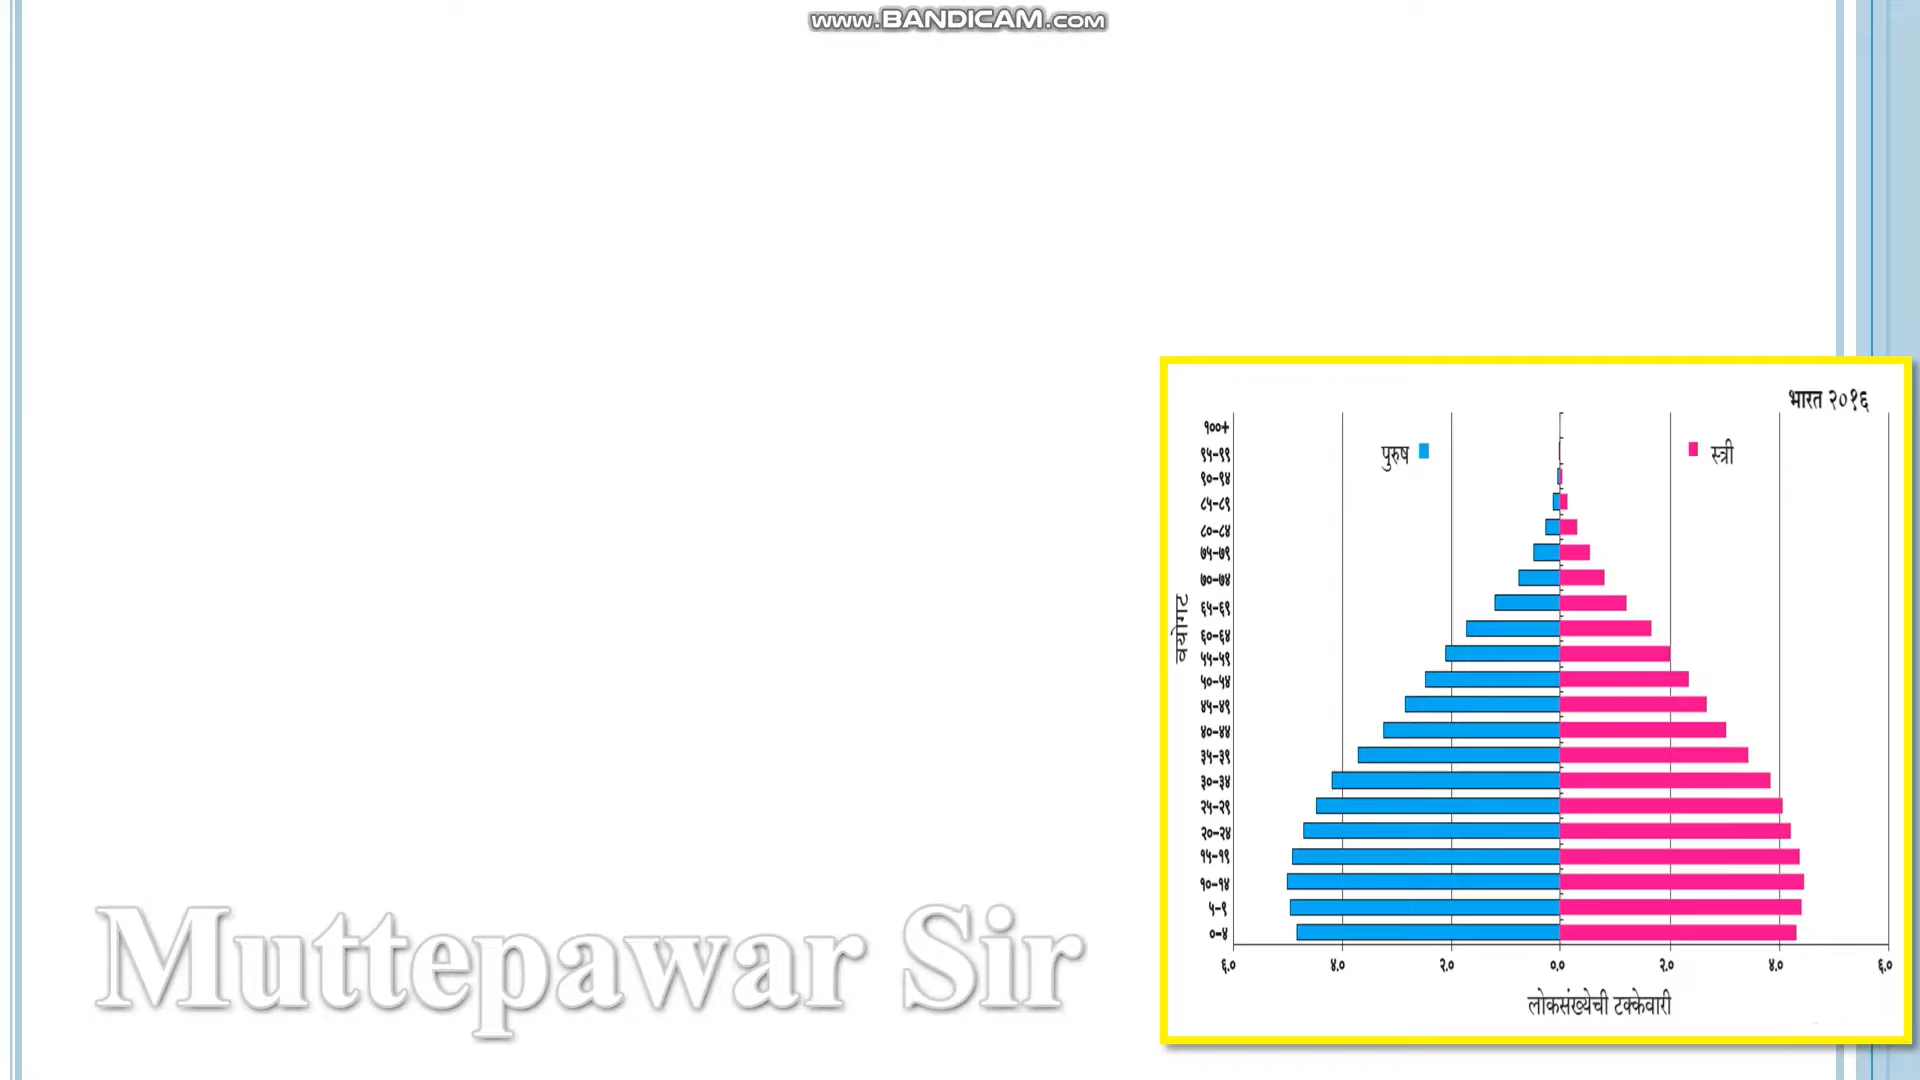 www.BANDICAM.com
भारत २०१६
पुरुष
स्त्री
१००+
९५-९९
९०-९४
८५-८९
८०-८४
७५-७९
७०-७४
६५-६९
६०-६४
५५-५९
५०-५४
४५-४९
४०-४४
३५-३९
३०-३४
२५-२९
२०-२४
१५-१९
१०-१४
५-९
०-४
वयोगट
६.० ४.० २.० ०.० २.० ४.० ६.०
लोकसंख्येची टक्केवारी
Muttepawar Sir